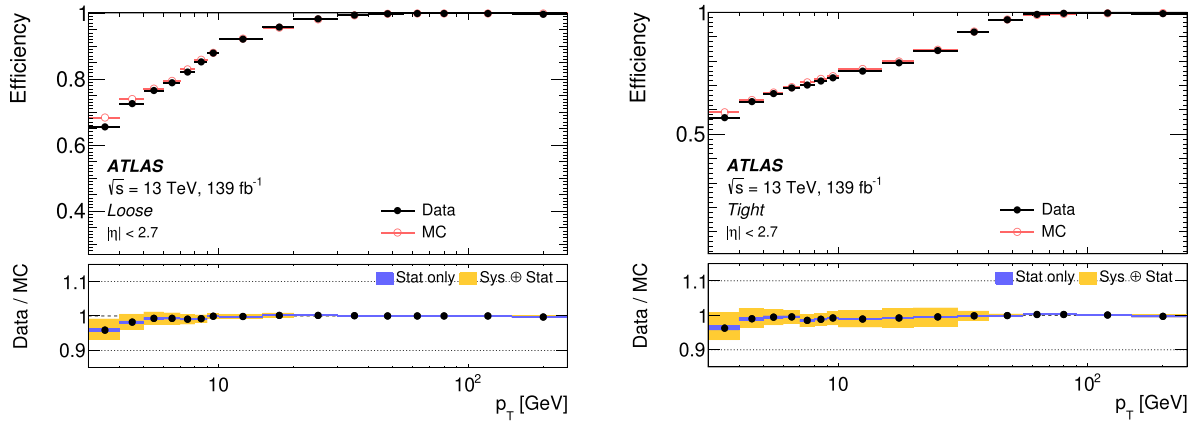 Efficiency
1
0.8
0.6
0.4
ATLAS
√s = 13 TeV, 139 fb⁻¹
Loose
|η| < 2.7
Data
MC
Data / MC
1.1
1
0.9
Stat only
Sys ⊕ Stat
10
10²
p_T [GeV]
Efficiency
1
0.5
ATLAS
√s = 13 TeV, 139 fb⁻¹
Tight
|η| < 2.7
Data
MC
Data / MC
1.1
1
0.9
Stat only
Sys ⊕ Stat
10
10²
p_T [GeV]